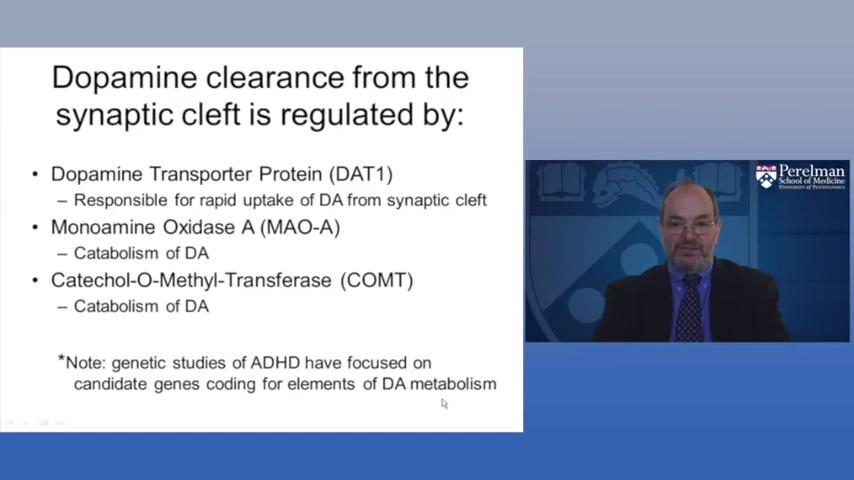 Dopamine clearance from the
synaptic cleft is regulated by:
• Dopamine Transporter Protein (DAT1)
– Responsible for rapid uptake of DA from synaptic cleft
• Monoamine Oxidase A (MAO-A)
– Catabolism of DA
• Catechol-O-Methyl-Transferase (COMT)
– Catabolism of DA
*Note: genetic studies of ADHD have focused on
candidate genes coding for elements of DA metabolism
Perelman
School of Medicine
University of Pennsylvania